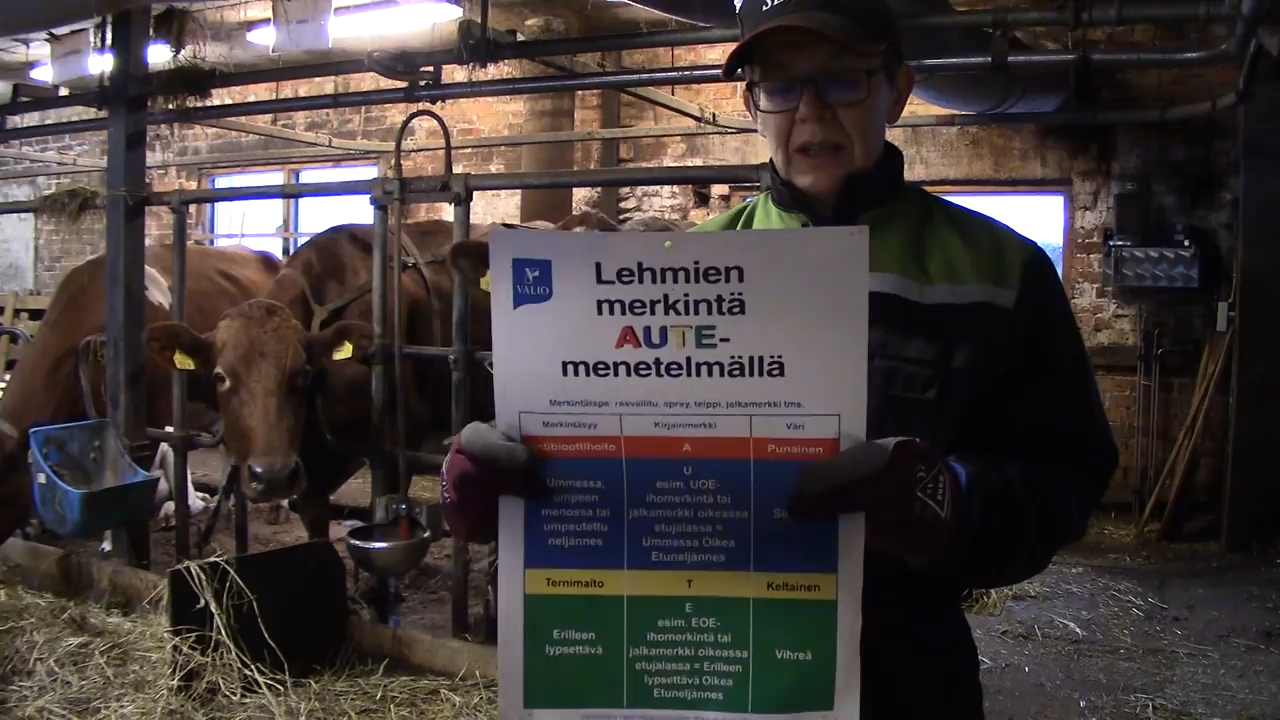 VALIO
Lehmien
merkintä
AUTE-
menetelmällä
Merkintätapa: rasvaliitu, spray, teippi, jalkamerkki tms.
Merkintäsyy
Kirjainmerkki
Väri
A
Punainen
Ummessa,
umpeen
menossa tai
umpeutettu
neljännes
U
esim. UOE-
ihomerkintä tai
jalkamerkki oikeassa
etujalassa =
Ummessa Oikea
Etuneljännes
Ternimaito
T
Keltainen
Erilleen
lypsettävä
E
esim. EOE-
ihomerkintä tai
jalkamerkki oikeassa
etujalassa = Erilleen
lypsettävä Oikea
Etuneljännes
Vihreä